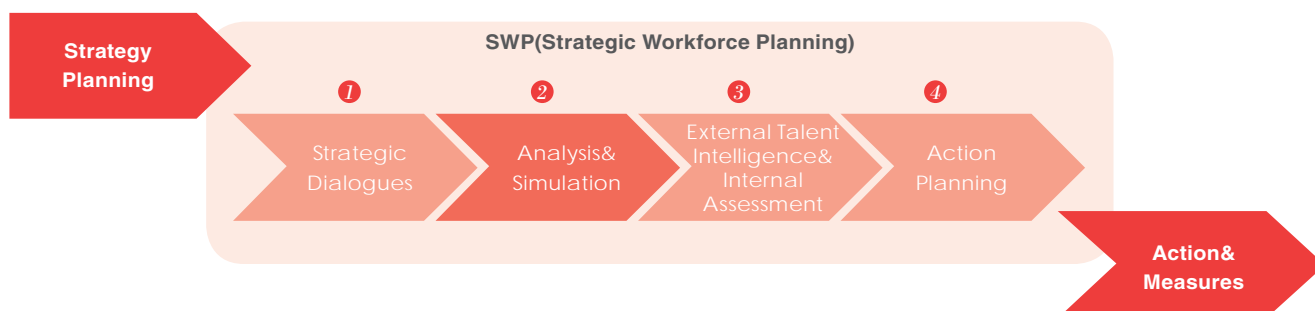 Strategy
Planning
SWP(Strategic Workforce Planning)
1
2
3
4
Strategic
Dialogues
Analysis&
Simulation
External Talent
Intelligence&
Internal
Assessment
Action
Planning
Action&
Measures